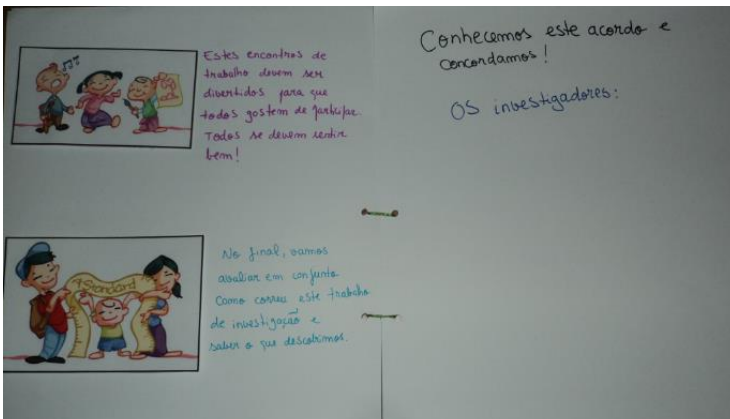 Estes encontros de
trabalho devem ser
divertidos para que
todos gostem de participar.
Todos se devem sentir
bem!
No final, vamos
avaliar em conjunto
como correu este trabalho
de investigação e
saber o que descobrimos.
Standard
Conhecemos este acordo e
concordamos!
OS investigadores: